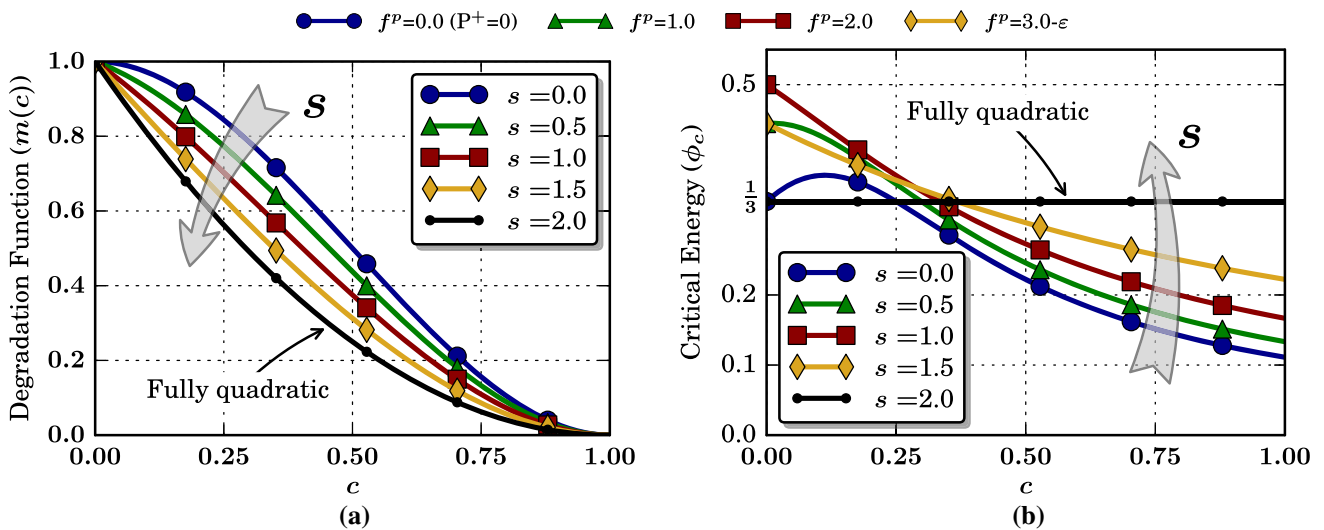 f^p=0.0 (P^+=0) f^p=1.0 f^p=2.0 f^p=3.0-ε
Degradation Function (m(c))
1.0
0.8
0.6
0.4
0.2
0.0
0.00 0.25 0.50 0.75 1.00
c
(a)
s
s =0.0
s =0.5
s =1.0
s =1.5
s =2.0
Fully quadratic
Critical Energy (ϕ_c)
0.5
1/3
0.2
0.1
0.0
0.00 0.25 0.50 0.75 1.00
c
(b)
Fully quadratic
s
s =0.0
s =0.5
s =1.0
s =1.5
s =2.0